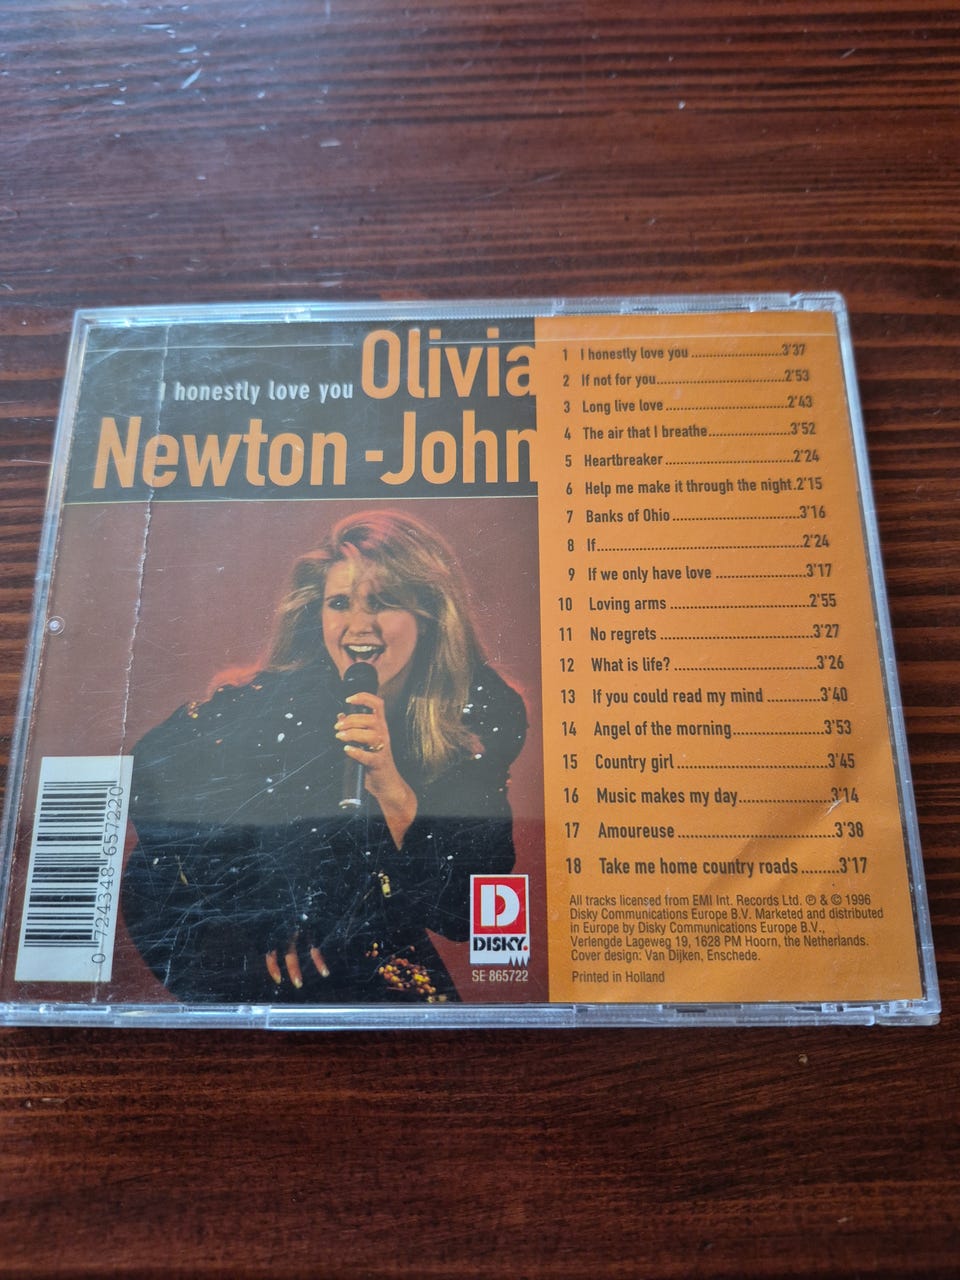 I honestly love you Olivia
Newton-John
1 I honestly love you ....................3'37
2 If not for you............................2'53
3 Long live love ...........................2'43
4 The air that I breathe..................3'52
5 Heartbreaker ............................2'24
6 Help me make it through the night.2'15
7 Banks of Ohio............................3'16
8 If............................................2'24
9 If we only have love ...................3'17
10 Loving arms .............................2'55
11 No regrets ...............................3'27
12 What is life? .............................3'26
13 If you could read my mind ............3'40
14 Angel of the morning..................3'53
15 Country girl ..............................3'45
16 Music makes my day..................3'14
17 Amoureuse ..............................3'38
18 Take me home country roads .........3'17
All tracks licensed from EMI Int. Records Ltd. ℗ & © 1996
Disky Communications Europe B.V. Marketed and distributed
in Europe by Disky Communications Europe B.V.,
Verlengde Lageweg 19, 1628 PM Hoorn, the Netherlands.
Cover design: Van Dijken, Enschede.
Printed in Holland
D
DISKY.
SE 865722
0 724348 657220